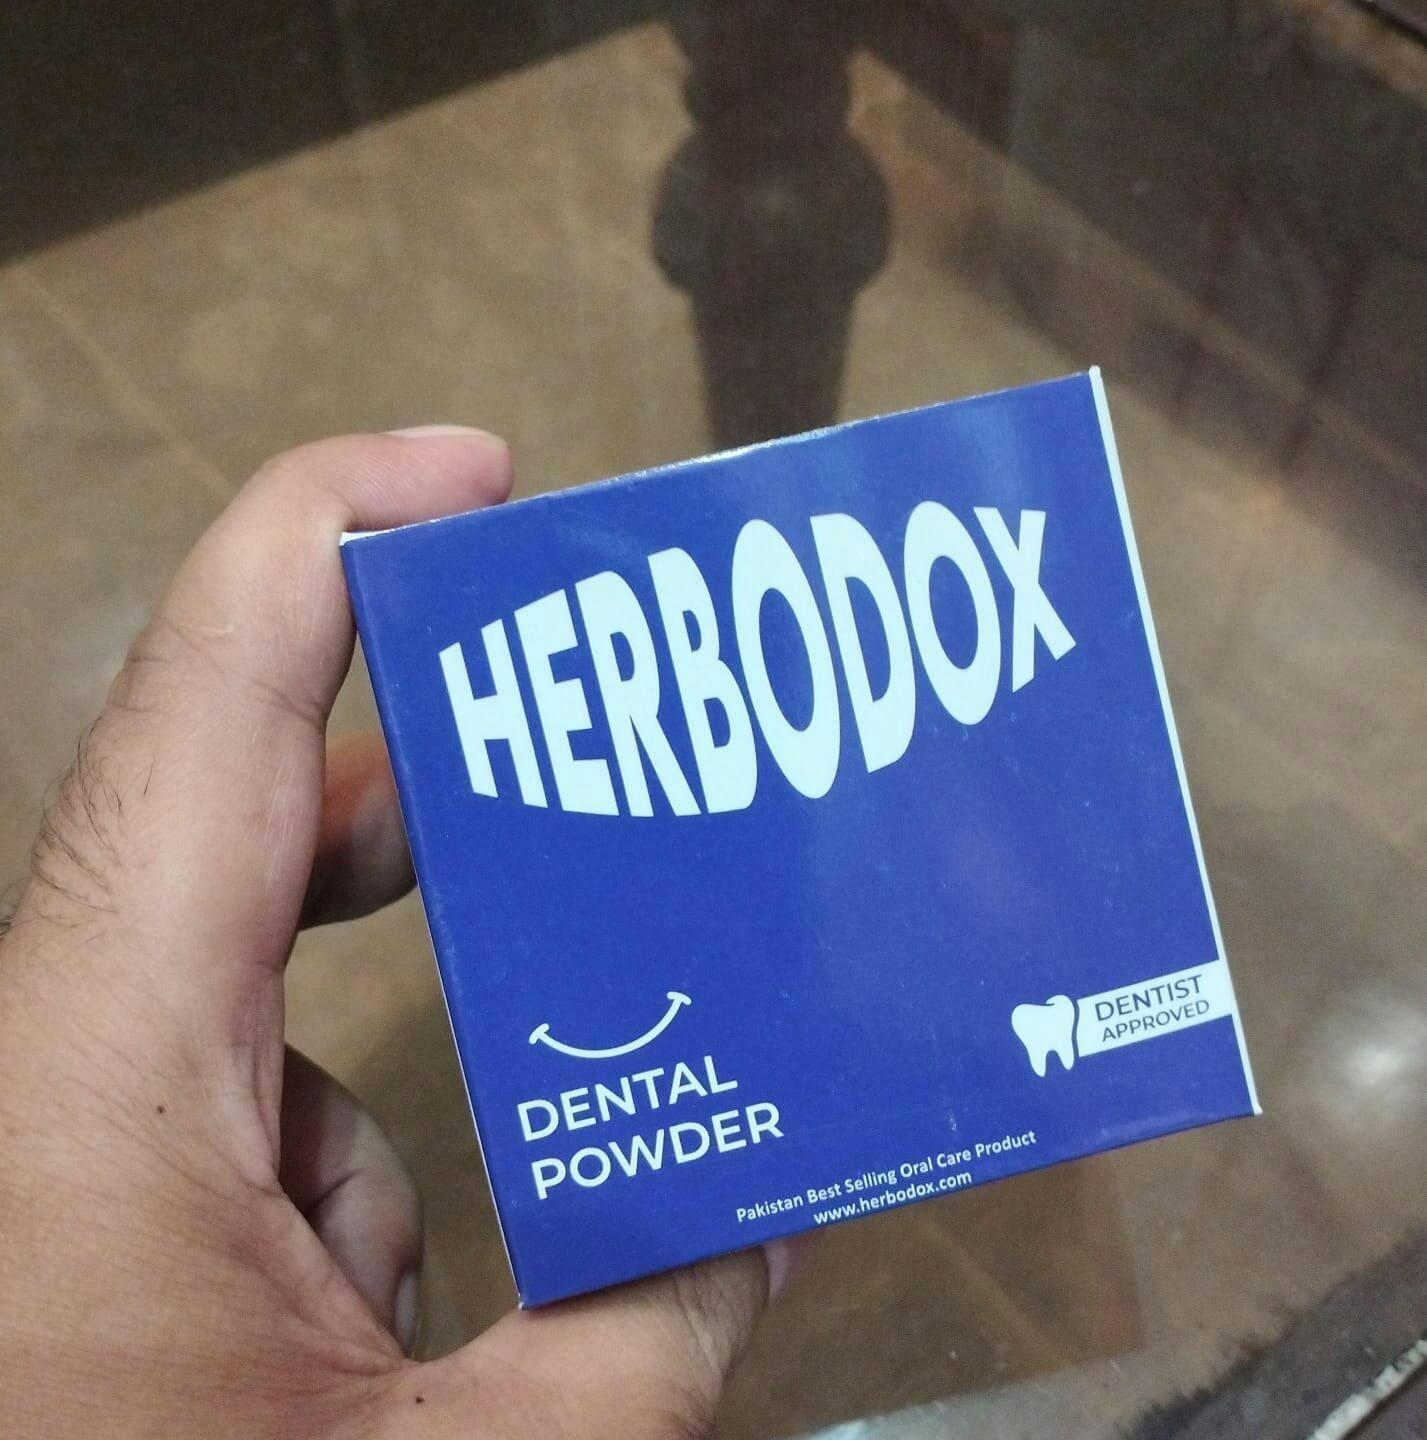 HERBODOX
DENTAL
POWDER
DENTIST
APPROVED
Pakistan Best Selling Oral Care Product
www.herbodox.com